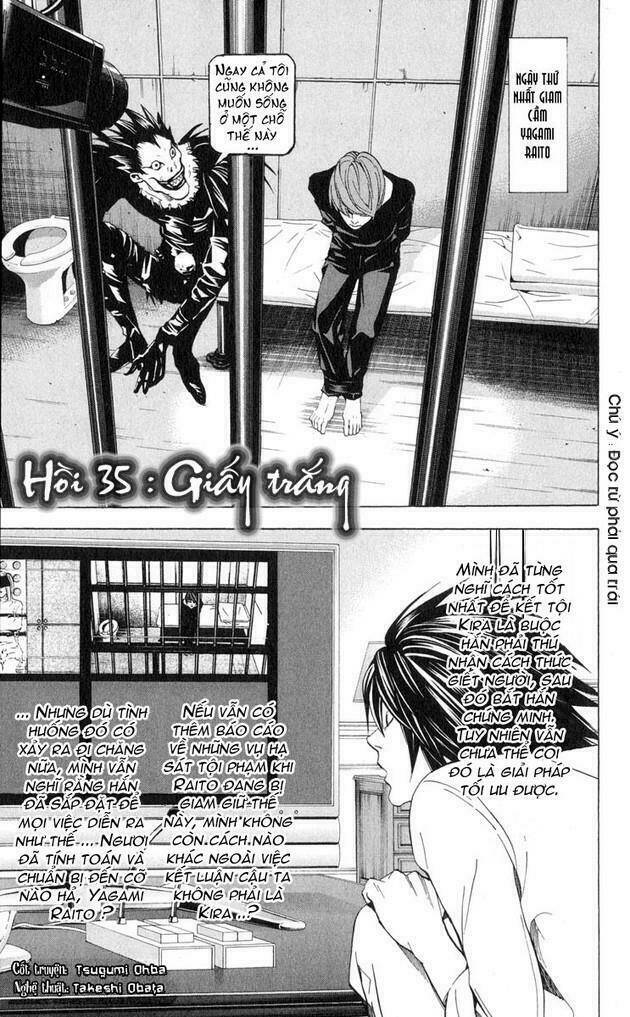 NGÀY THỨ
NHẤT GIAM
CẦM
YAGAMI
RAITO
NGAY CẢ TÔI
CŨNG KHÔNG
MUỐN SỐNG
Ở MỘT CHỖ
THẾ NÀY
...
Chú ý : Đọc từ phải qua trái
Hồi 35 : Giấy trắng
MÌNH ĐÃ TỪNG
NGHĨ CÁCH TỐT
NHẤT ĐỂ KẾT TỘI
KIRA LÀ BUỘC
HẮN PHẢI THÚ
NHẬN CÁCH THỨC
GIẾT NGƯỜI, SAU
ĐÓ BẮT HẮN
CHỨNG MINH.
TUY NHIÊN VẪN
CHƯA THỂ COI
ĐÓ LÀ GIẢI PHÁP
TỐI ƯU ĐƯỢC.
NẾU VẪN CÓ
THÊM BÁO CÁO
VỀ NHỮNG VỤ HẠ
SÁT TỘI PHẠM KHI
RAITO ĐANG BỊ
GIAM GIỮ THẾ
NÀY, MÌNH KHÔNG
CÒN CÁCH NÀO
KHÁC NGOÀI VIỆC
KẾT LUẬN CẬU TA
KHÔNG PHẢI LÀ
KIRA ..?
... NHƯNG DÙ TÌNH
HUỐNG ĐÓ CÓ
XẢY RA ĐI CHĂNG
NỮA, MÌNH VẪN
NGHĨ RẰNG HẮN
ĐÃ SẮP ĐẶT ĐỂ
MỌI VIỆC DIỄN RA
NHƯ THẾ .... NGƯƠI
ĐÃ TÍNH TOÁN VÀ
CHUẨN BỊ ĐẾN CỠ
NÀO HẢ, YAGAMI
RAITO ?
Cốt truyện: Tsugumi Ohba
Nghệ thuật: Takeshi Obata